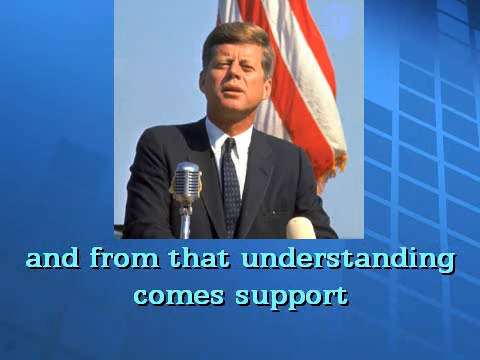 and from that understanding
comes support